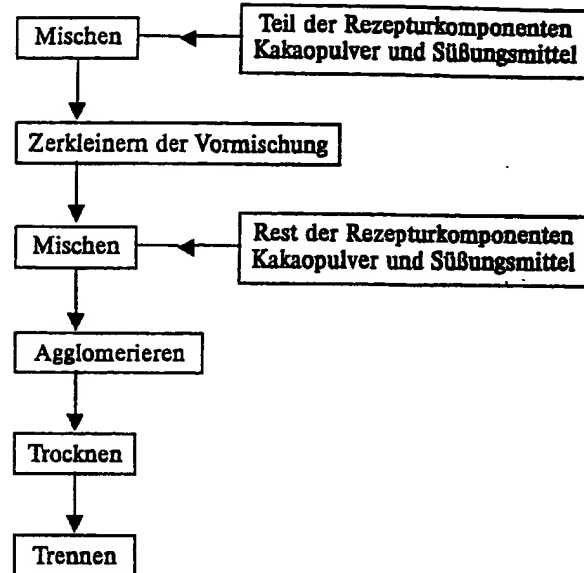 Mischen
Teil der Rezepturkomponenten
Kakaopulver und Süßungsmittel
Zerkleinern der Vormischung
Mischen
Rest der Rezepturkomponenten
Kakaopulver und Süßungsmittel
Agglomerieren
Trocknen
Trennen